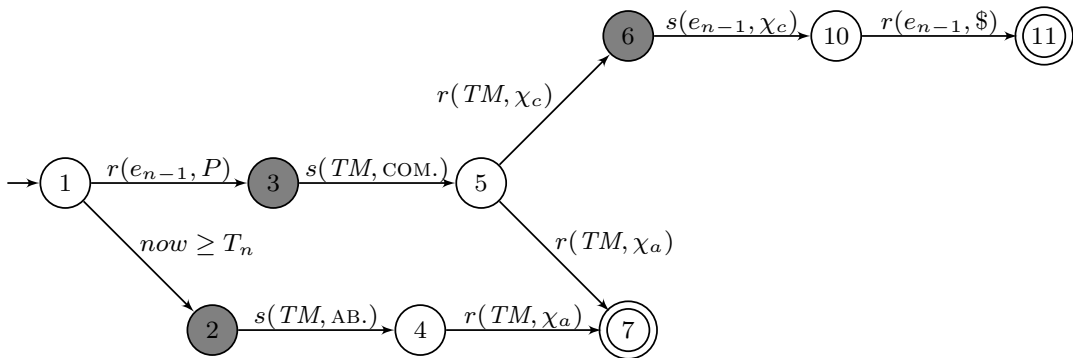 s(e_{n−1}, χ_c)
r(e_{n−1}, $)
6
10
11
r(TM, χ_c)
r(e_{n−1}, P)
s(TM, COM.)
1
3
5
now ≥ T_n
r(TM, χ_a)
s(TM, AB.)
r(TM, χ_a)
2
4
7